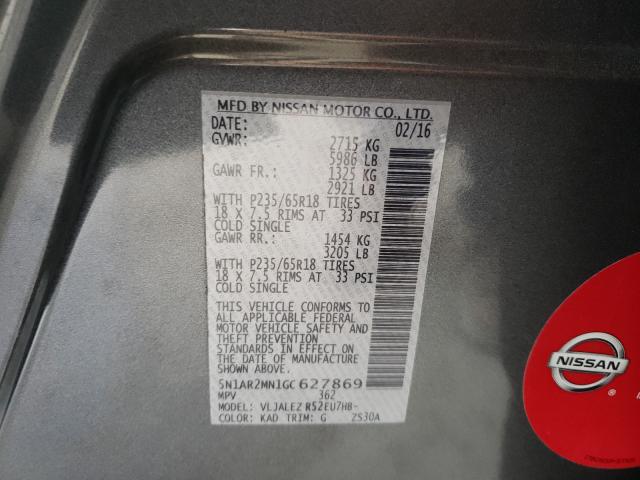 MFD BY NISSAN MOTOR CO., LTD.
DATE: 02/16
GVWR: 2715 KG
5986 LB
GAWR FR.: 1325 KG
2921 LB
WITH P235/65R18 TIRES
18 X 7.5 RIMS AT 33 PSI
COLD SINGLE
GAWR RR.: 1454 KG
3205 LB
WITH P235/65R18 TIRES
18 X 7.5 RIMS AT 33 PSI
COLD SINGLE
THIS VEHICLE CONFORMS TO
ALL APPLICABLE FEDERAL
MOTOR VEHICLE SAFETY AND
THEFT PREVENTION
STANDARDS IN EFFECT ON
THE DATE OF MANUFACTURE
SHOWN ABOVE.
5N1AR2MN1GC627869
MPV 362
MODEL: VLJALEZ R52EU7HB-
COLOR: KAD TRIM: G ZS30A
NISSAN